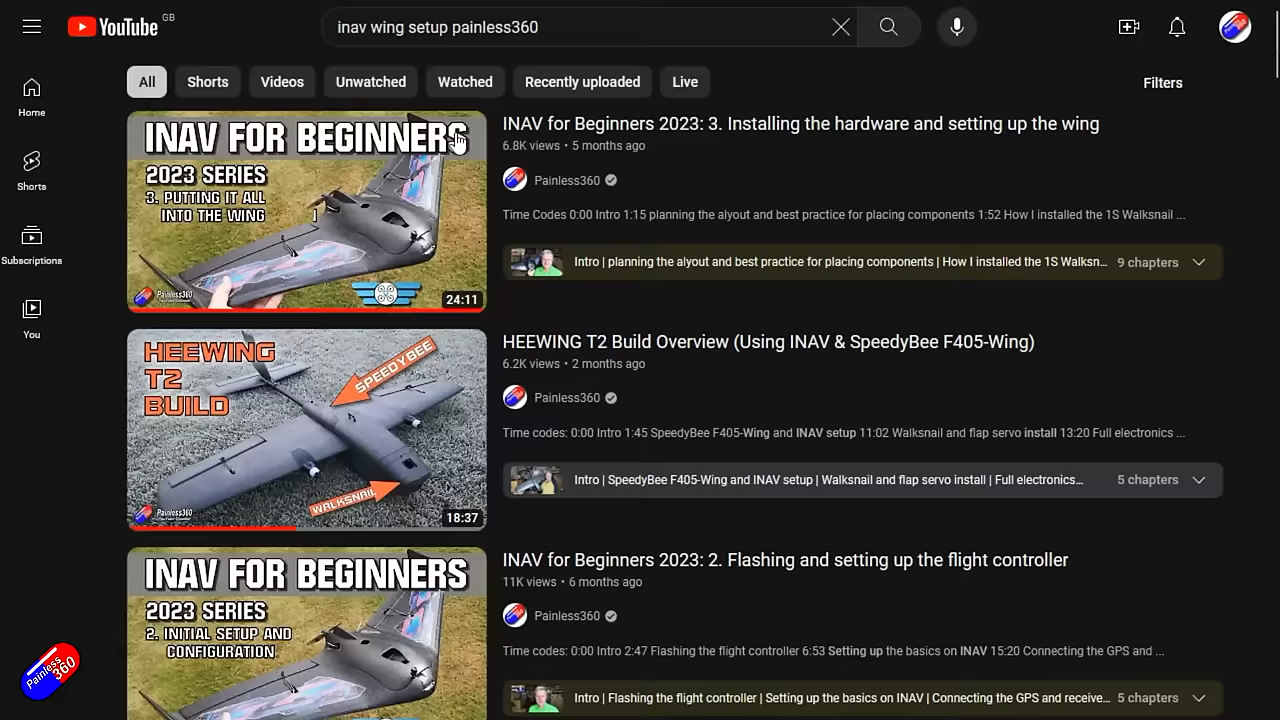 YouTube GB
inav wing setup painless360
All
Shorts
Videos
Unwatched
Watched
Recently uploaded
Live
Filters
Home
Shorts
Subscriptions
You
INAV FOR BEGINNERS
2023 SERIES
3. PUTTING IT ALL
INTO THE WING
Painless360
24:11
INAV for Beginners 2023: 3. Installing the hardware and setting up the wing
6.8K views • 5 months ago
Painless360
Time Codes 0:00 Intro 1:15 planning the alyout and best practice for placing components 1:52 How I installed the 1S Walksnail ...
Intro | planning the alyout and best practice for placing components | How I installed the 1S Walksn...
9 chapters
HEEWING
T2
BUILD
SPEEDYBEE
WALKSNAIL
Painless360
18:37
HEEWING T2 Build Overview (Using INAV & SpeedyBee F405-Wing)
6.2K views • 2 months ago
Painless360
Time codes: 0:00 Intro 1:45 SpeedyBee F405-Wing and INAV setup 11:02 Walksnail and flap servo install 13:20 Full electronics ...
Intro | SpeedyBee F405-Wing and INAV setup | Walksnail and flap servo install | Full electronics...
5 chapters
INAV FOR BEGINNERS
2023 SERIES
2. INITIAL SETUP AND
CONFIGURATION
INAV for Beginners 2023: 2. Flashing and setting up the flight controller
11K views • 6 months ago
Painless360
Time codes: 0:00 Intro 2:47 Flashing the flight controller 6:53 Setting up the basics on INAV 15:20 Connecting the GPS and ...
Intro | Flashing the flight controller | Setting up the basics on INAV | Connecting the GPS and receive...
5 chapters
Painless360